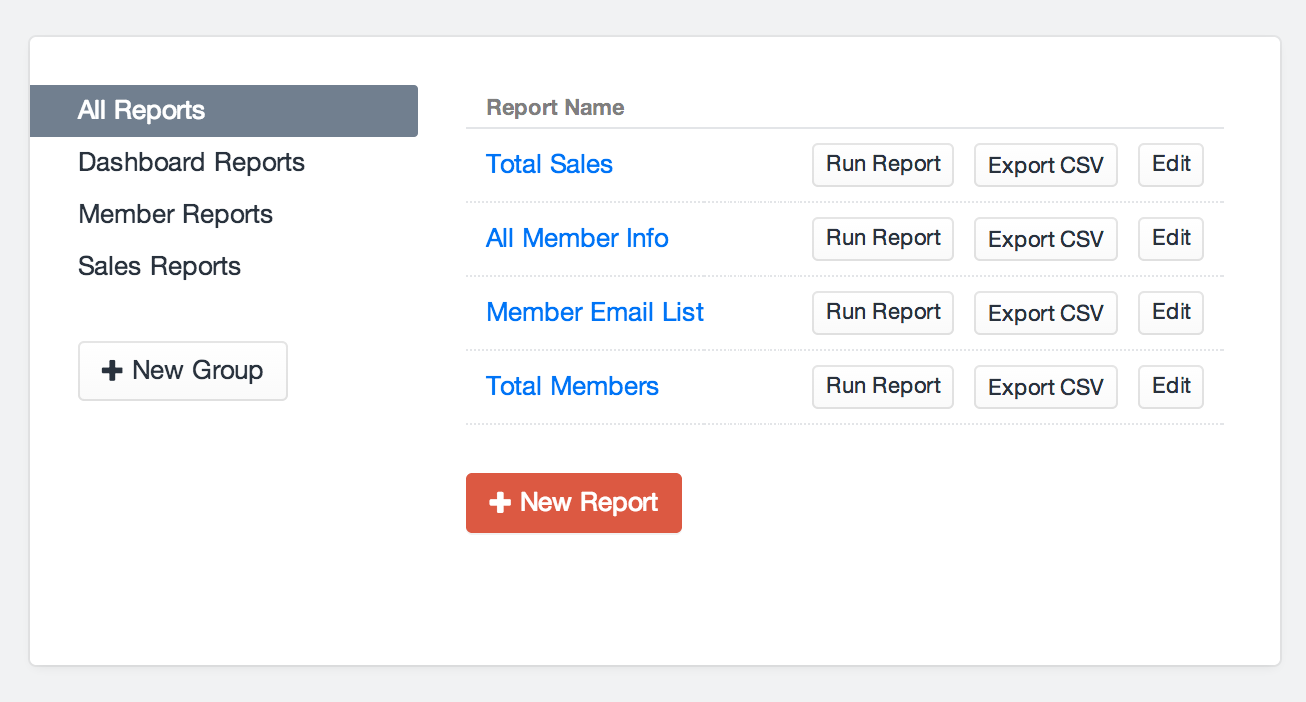 All Reports
Dashboard Reports
Member Reports
Sales Reports
New Group
Report Name
Total Sales Run Report Export CSV Edit
All Member Info Run Report Export CSV Edit
Member Email List Run Report Export CSV Edit
Total Members Run Report Export CSV Edit
New Report